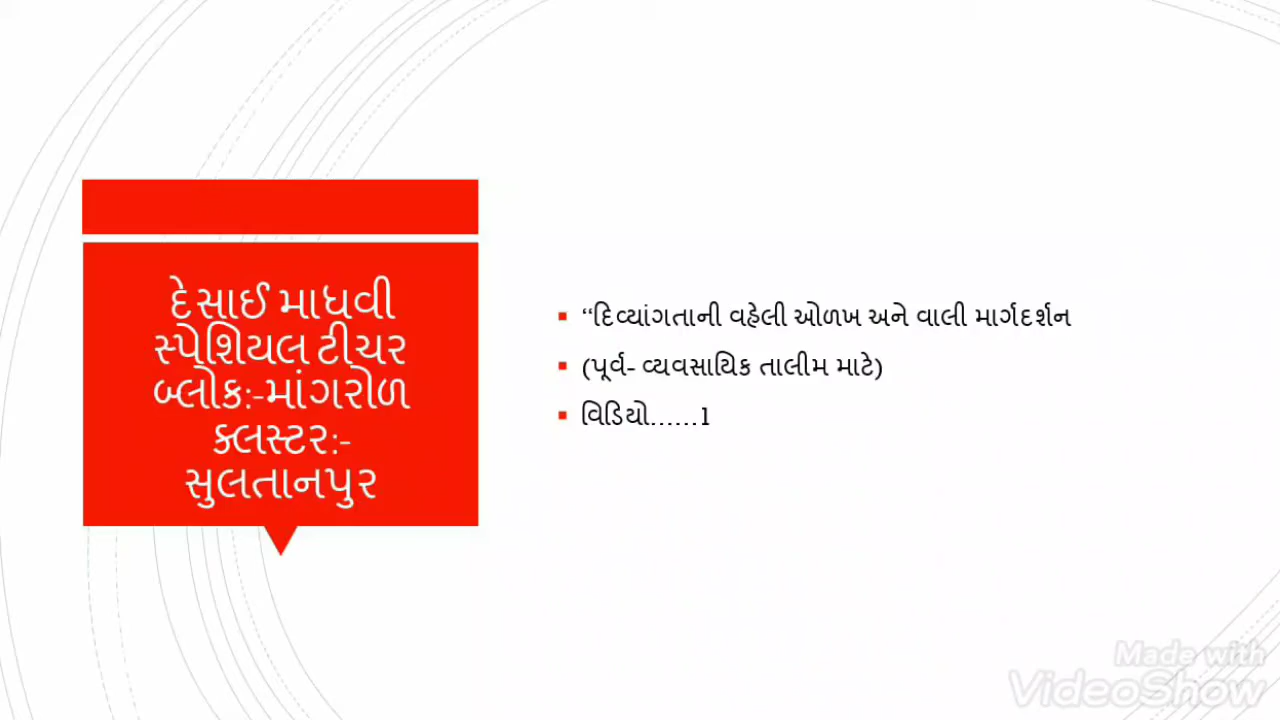 દેસાઈ માધવી
સ્પેશિયલ ટીચર
બ્લોક:-માંગરોળ
ક્લસ્ટર:-
સુલતાનપુર
“દિવ્યાંગતાની વહેલી ઓળખ અને વાલી માર્ગદર્શન
(પૂર્વ- વ્યવસાયિક તાલીમ માટે)
વિડિયો......1
Made with
VideoShow